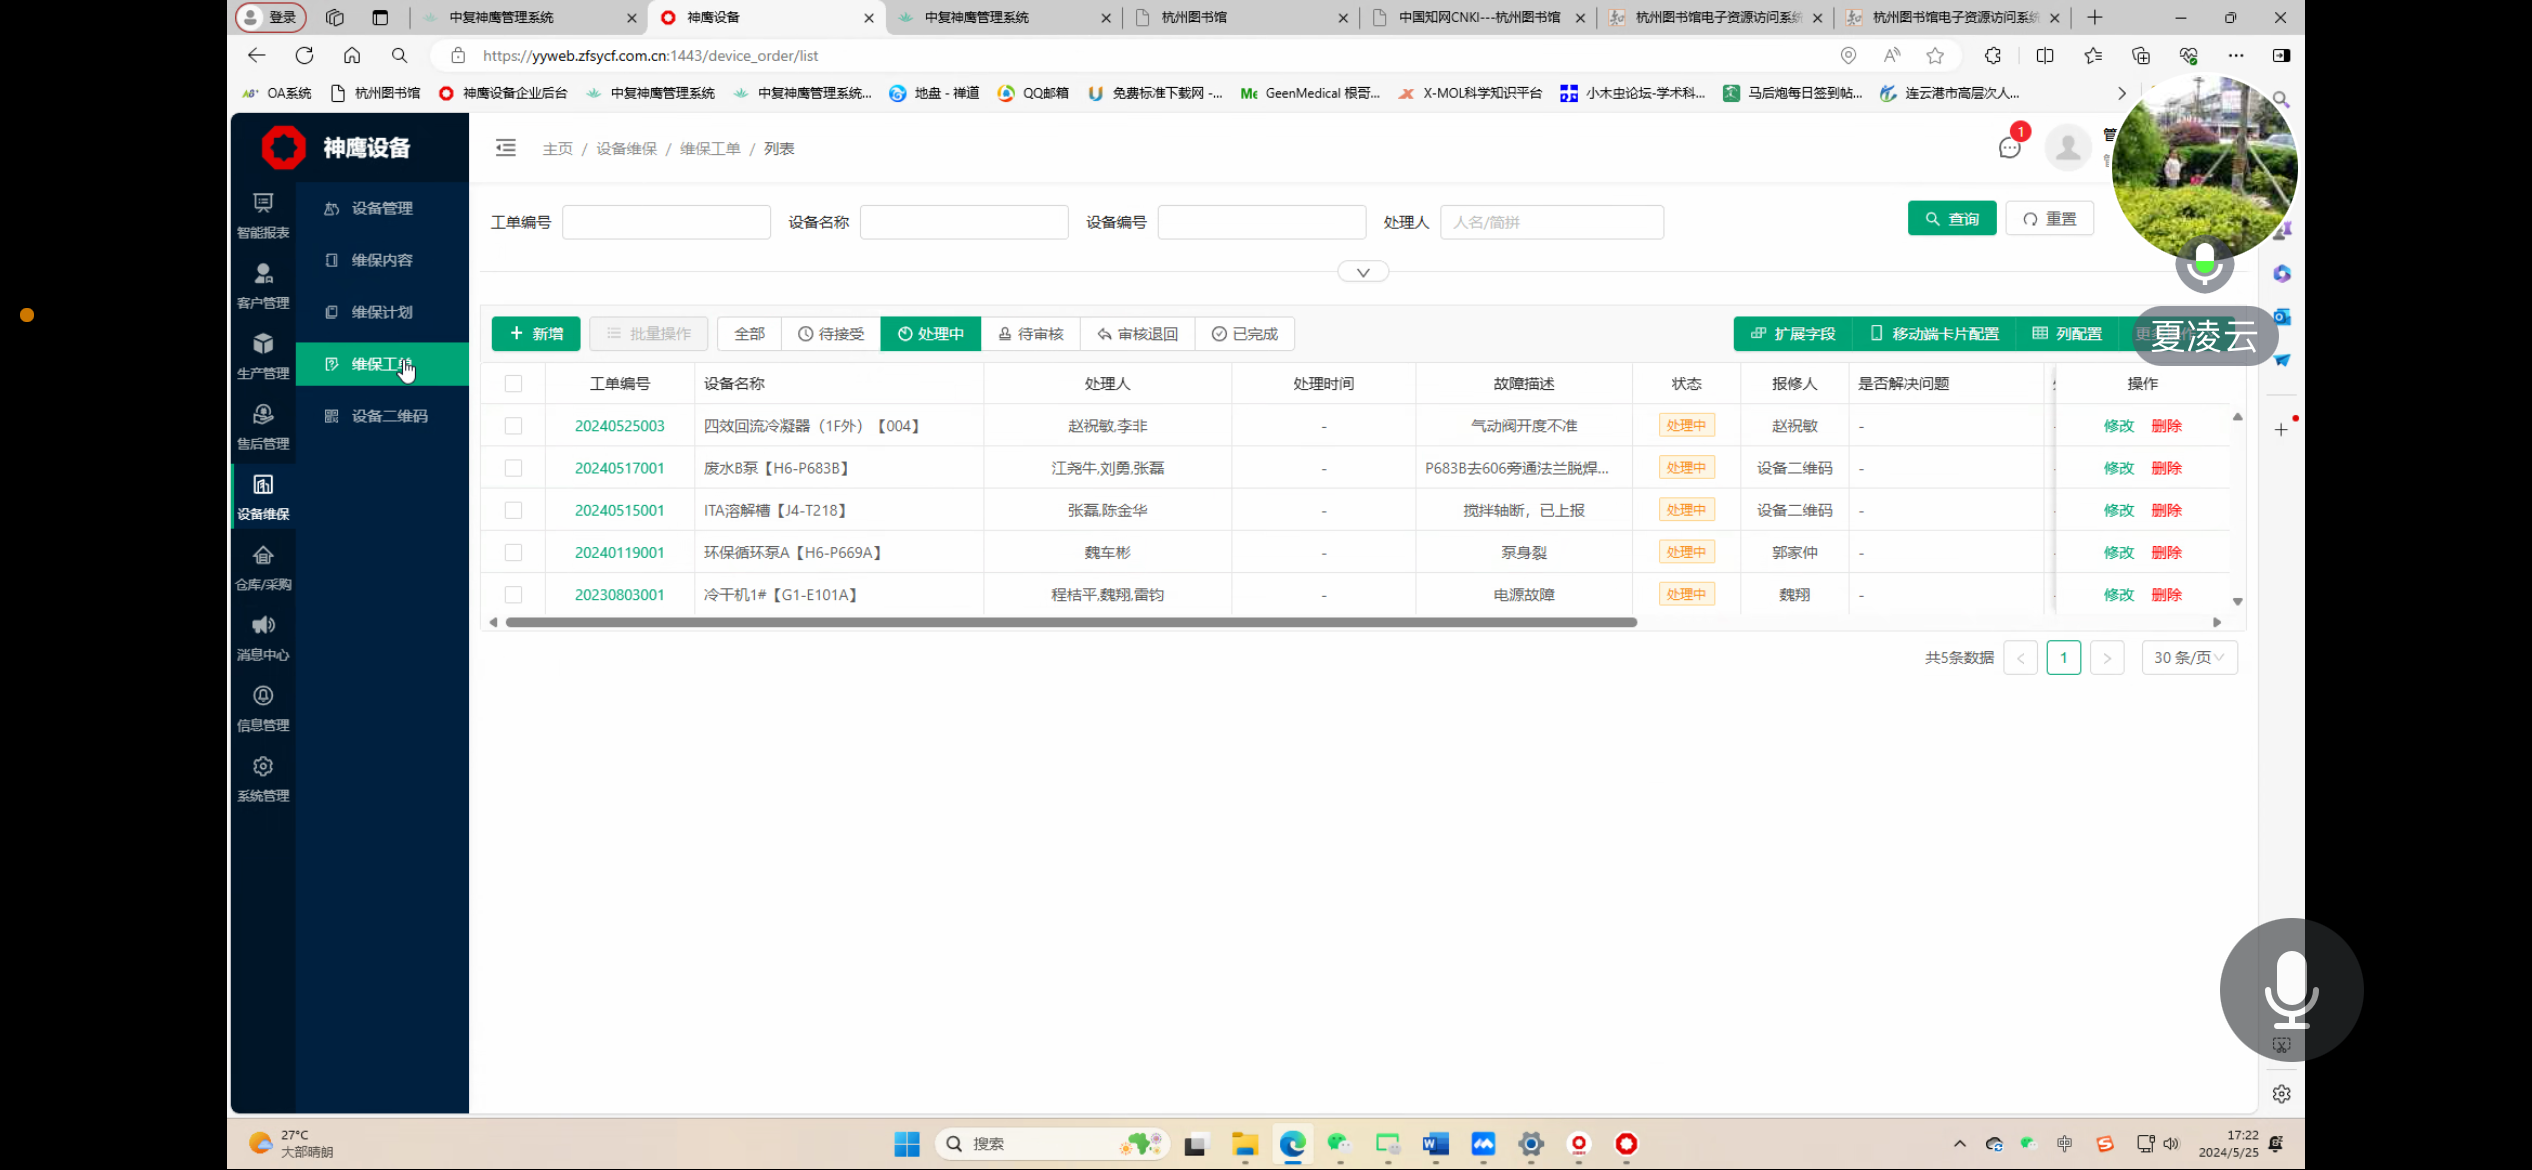 登录
中复神鹰管理系统
神鹰设备
中复神鹰管理系统
杭州图书馆
中国知网CNKI---杭州图书馆
杭州图书馆电子资源访问系统
杭州图书馆电子资源访问系统
https://yyweb.zfsycf.com.cn:1443/device_order/list
OA系统
杭州图书馆
神鹰设备企业后台
中复神鹰管理系统
中复神鹰管理系统...
地盘 - 禅道
QQ邮箱
免费标准下载网 -...
GeenMedical 根哥...
X-MOL科学知识平台
小木虫论坛-学术科...
马后炮每日签到帖...
连云港市高层次人...
神鹰设备
主页 / 设备维保 / 维保工单 / 列表
1
智能报表
客户管理
生产管理
售后管理
设备维保
仓库/采购
消息中心
信息管理
系统管理
设备管理
维保内容
维保计划
维保工单
设备二维码
工单编号
设备名称
设备编号
处理人 人名/简拼
查询
重置
新增
批量操作
全部
待接受
处理中
待审核
审核退回
已完成
扩展字段
移动端卡片配置
列配置
夏凌云
工单编号 设备名称 处理人 处理时间 故障描述 状态 报修人 是否解决问题 操作
20240525003 四效回流冷凝器（1F外）【004】 赵祝敏,李非 - 气动阀开度不准 处理中 赵祝敏 - 修改 删除
20240517001 废水B泵【H6-P683B】 江尧牛,刘勇,张磊 - P683B去606旁通法兰脱焊... 处理中 设备二维码 - 修改 删除
20240515001 ITA溶解槽【J4-T218】 张磊,陈金华 - 搅拌轴断，已上报 处理中 设备二维码 - 修改 删除
20240119001 环保循环泵A【H6-P669A】 魏车彬 - 泵身裂 处理中 郭家仲 - 修改 删除
20230803001 冷干机1#【G1-E101A】 程桔平,魏翔,雷钧 - 电源故障 处理中 魏翔 - 修改 删除
共5条数据 < 1 > 30 条/页
27°C
大部晴朗
搜索
中
17:22
2024/5/25